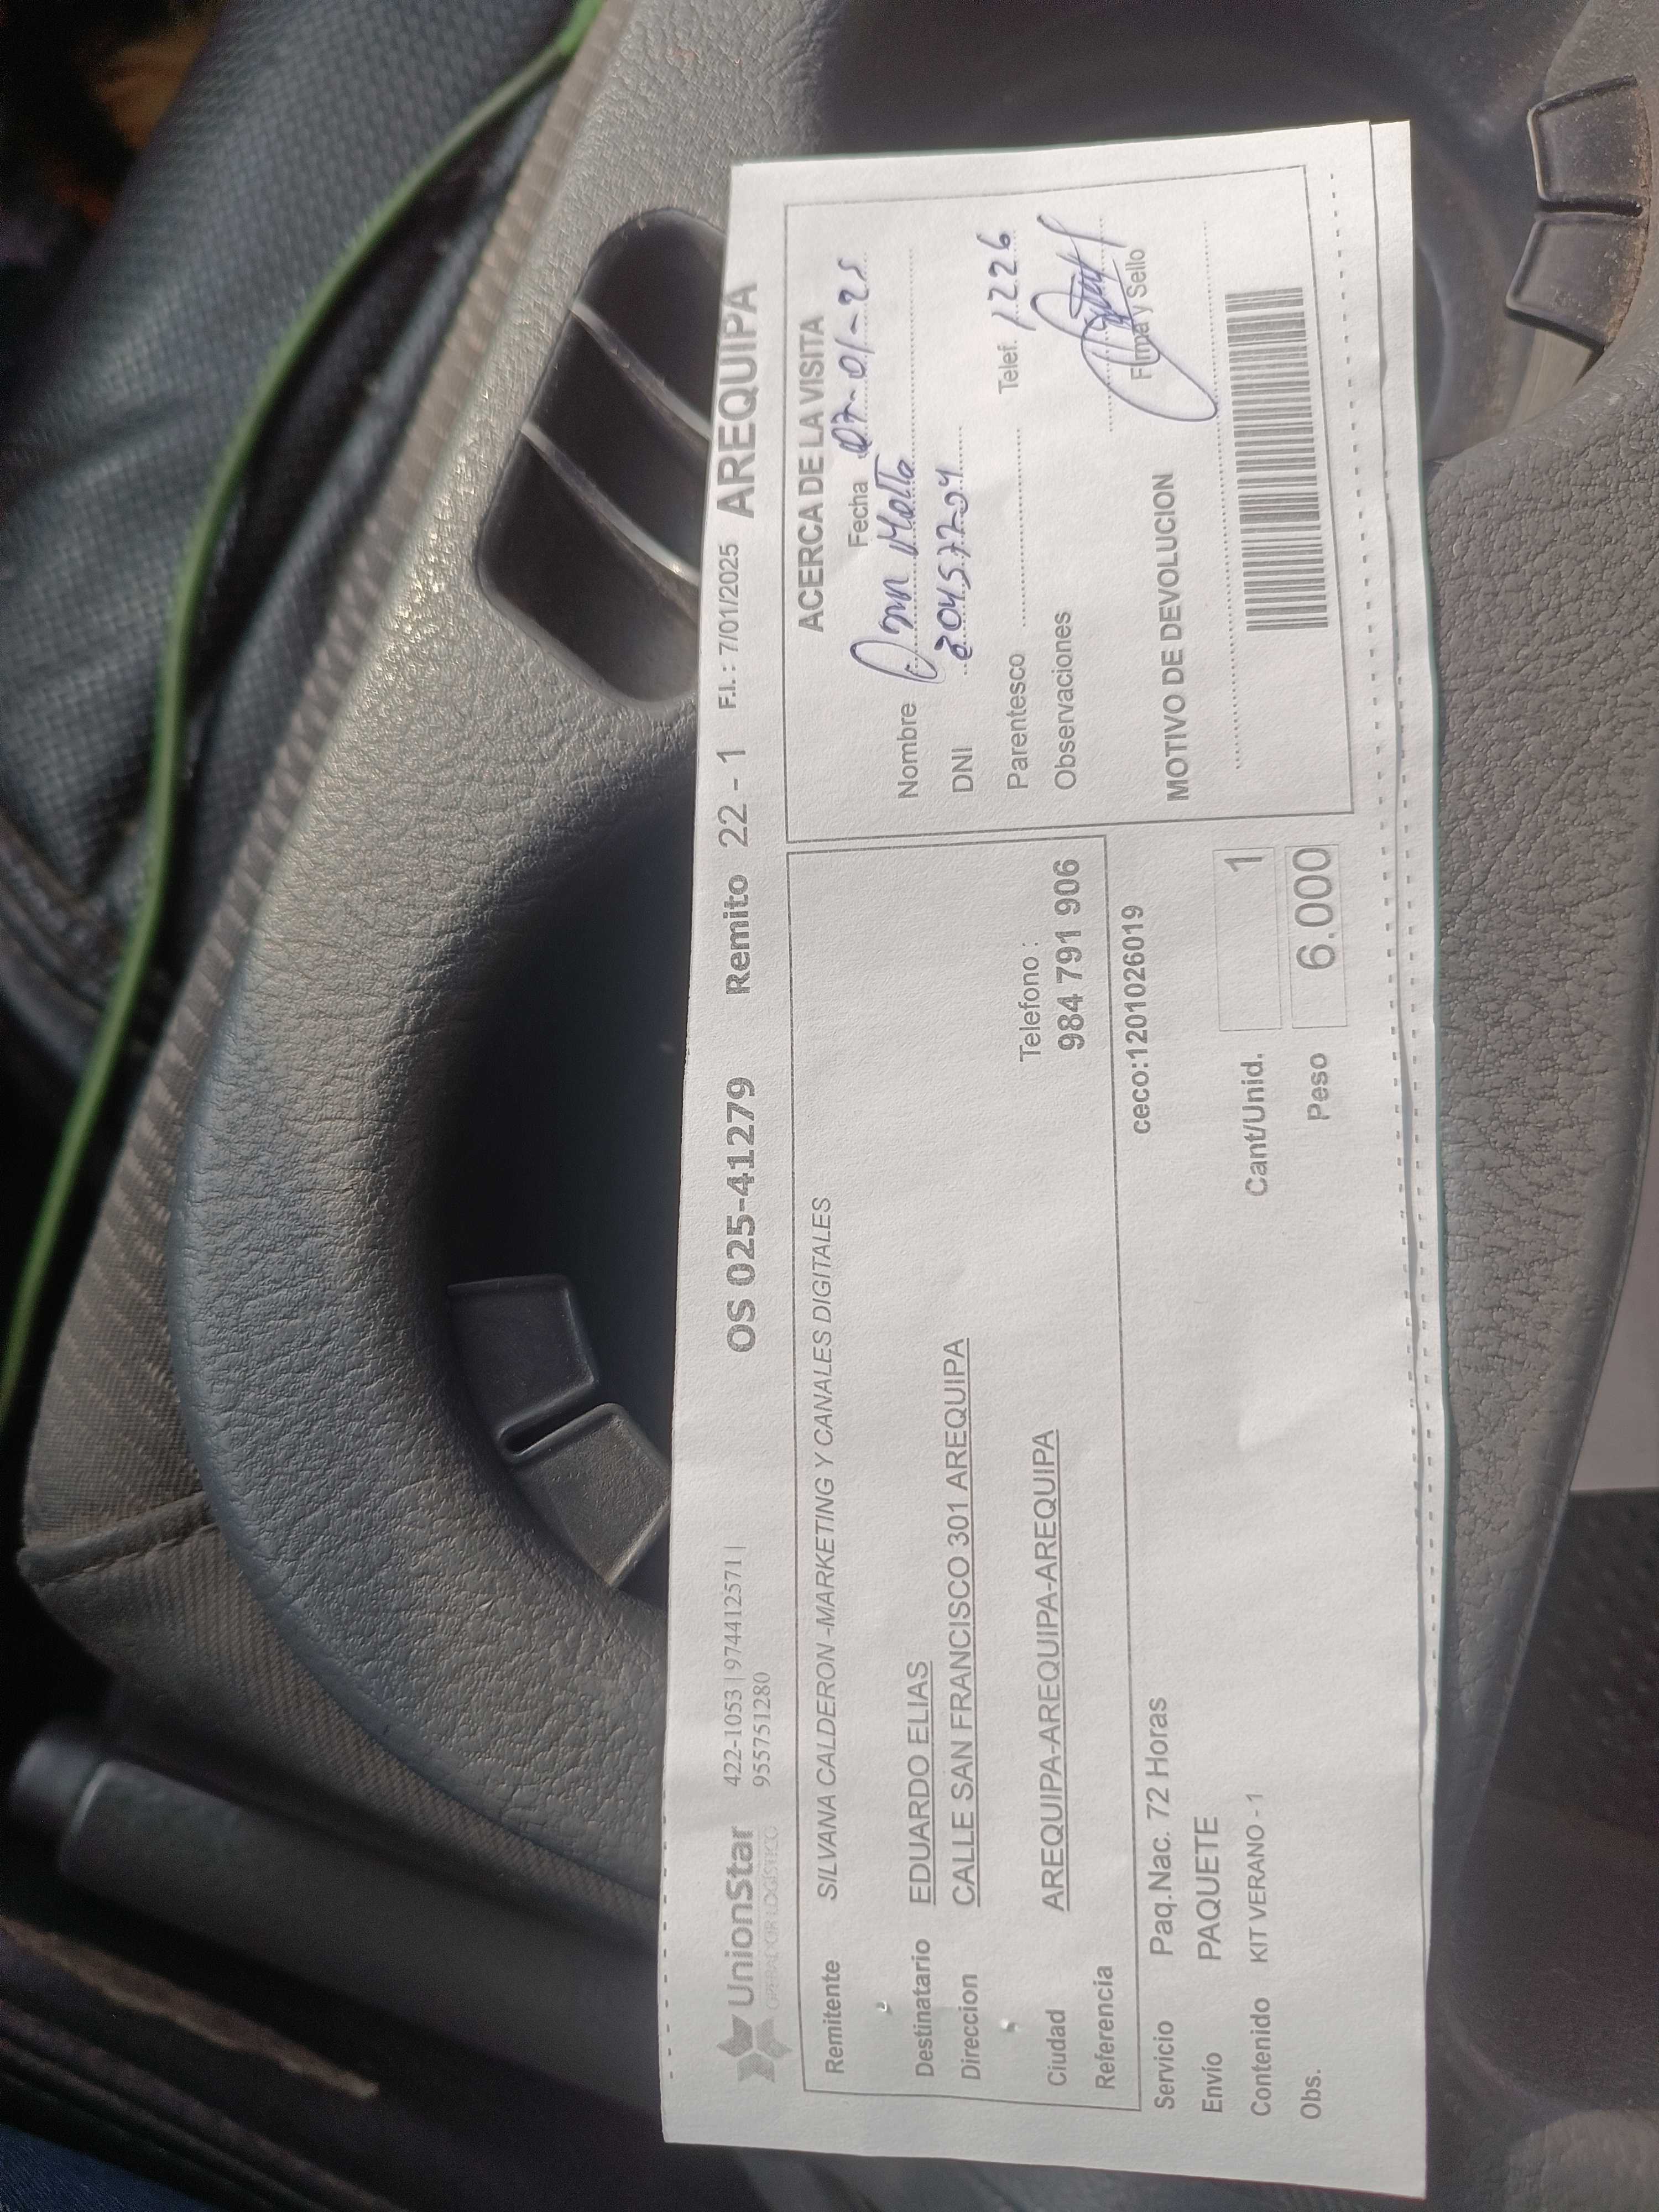 UnionStar 422-1053 | 974412571 | OS 025-41279 Remito 22 - 1 F.I.: 7/01/2025 AREQUIPA
OPERADOR LOGÍSTICO 955751280
Remitente SILVANA CALDERON -MARKETING Y CANALES DIGITALES
Destinatario EDUARDO ELIAS
Direccion CALLE SAN FRANCISCO 301 AREQUIPA
Telefono :
984 791 906
Ciudad AREQUIPA-AREQUIPA-AREQUIPA-AREQUIPA
Referencia
Servicio Paq.Nac. 72 Horas ceco:1201026019
Envío PAQUETE
Contenido KIT VERANO - 1 Cant/Unid. 1
Obs. Peso 6.000
ACERCA DE LA VISITA
Fecha 07-01-25
Nombre
DNI
Parentesco Telef. 1226
Observaciones
Firma y Sello
MOTIVO DE DEVOLUCION